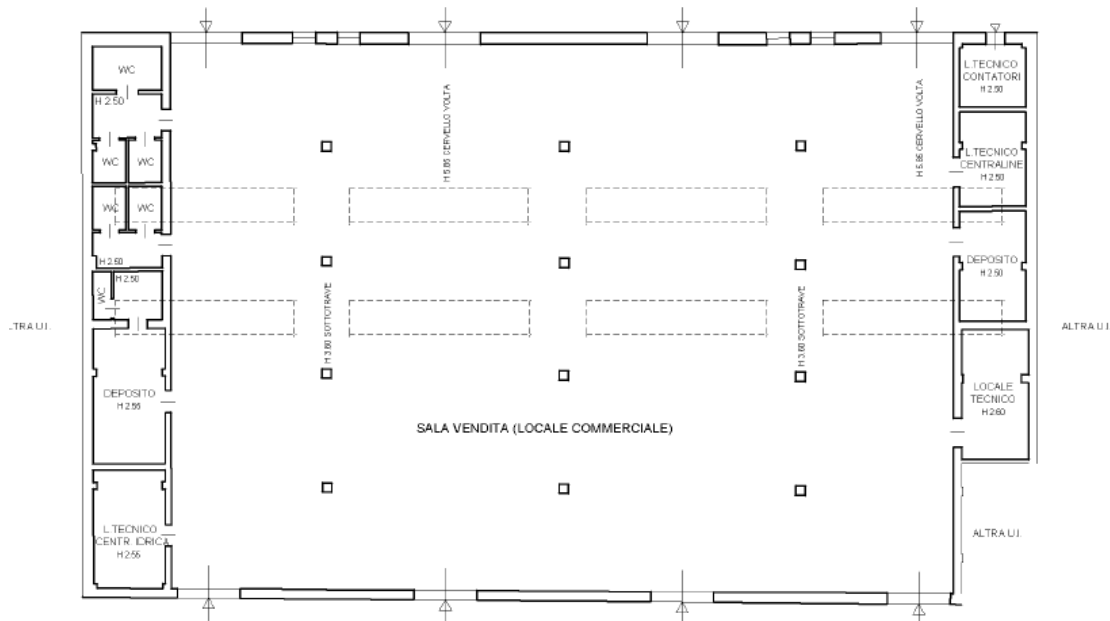 WC
H 2.50
WC
WC
WC
WC
H 2.50
H 2.50
WC
DEPOSITO
H 2.55
L.TECNICO
CENTR. IDRICA
H 2.55
LTRA U.I.
H 5.85 CERVELLO VOLTA
H 5.85 CERVELLO VOLTA
H 3.60 SOTTOTRAVE
H 3.60 SOTTOTRAVE
SALA VENDITA (LOCALE COMMERCIALE)
L.TECNICO
CONTATORI
H 2.50
L.TECNICO
CENTRALINE
H 2.50
DEPOSITO
H 2.50
LOCALE
TECNICO
H 2.60
ALTRA U.I.
ALTRA U.I.